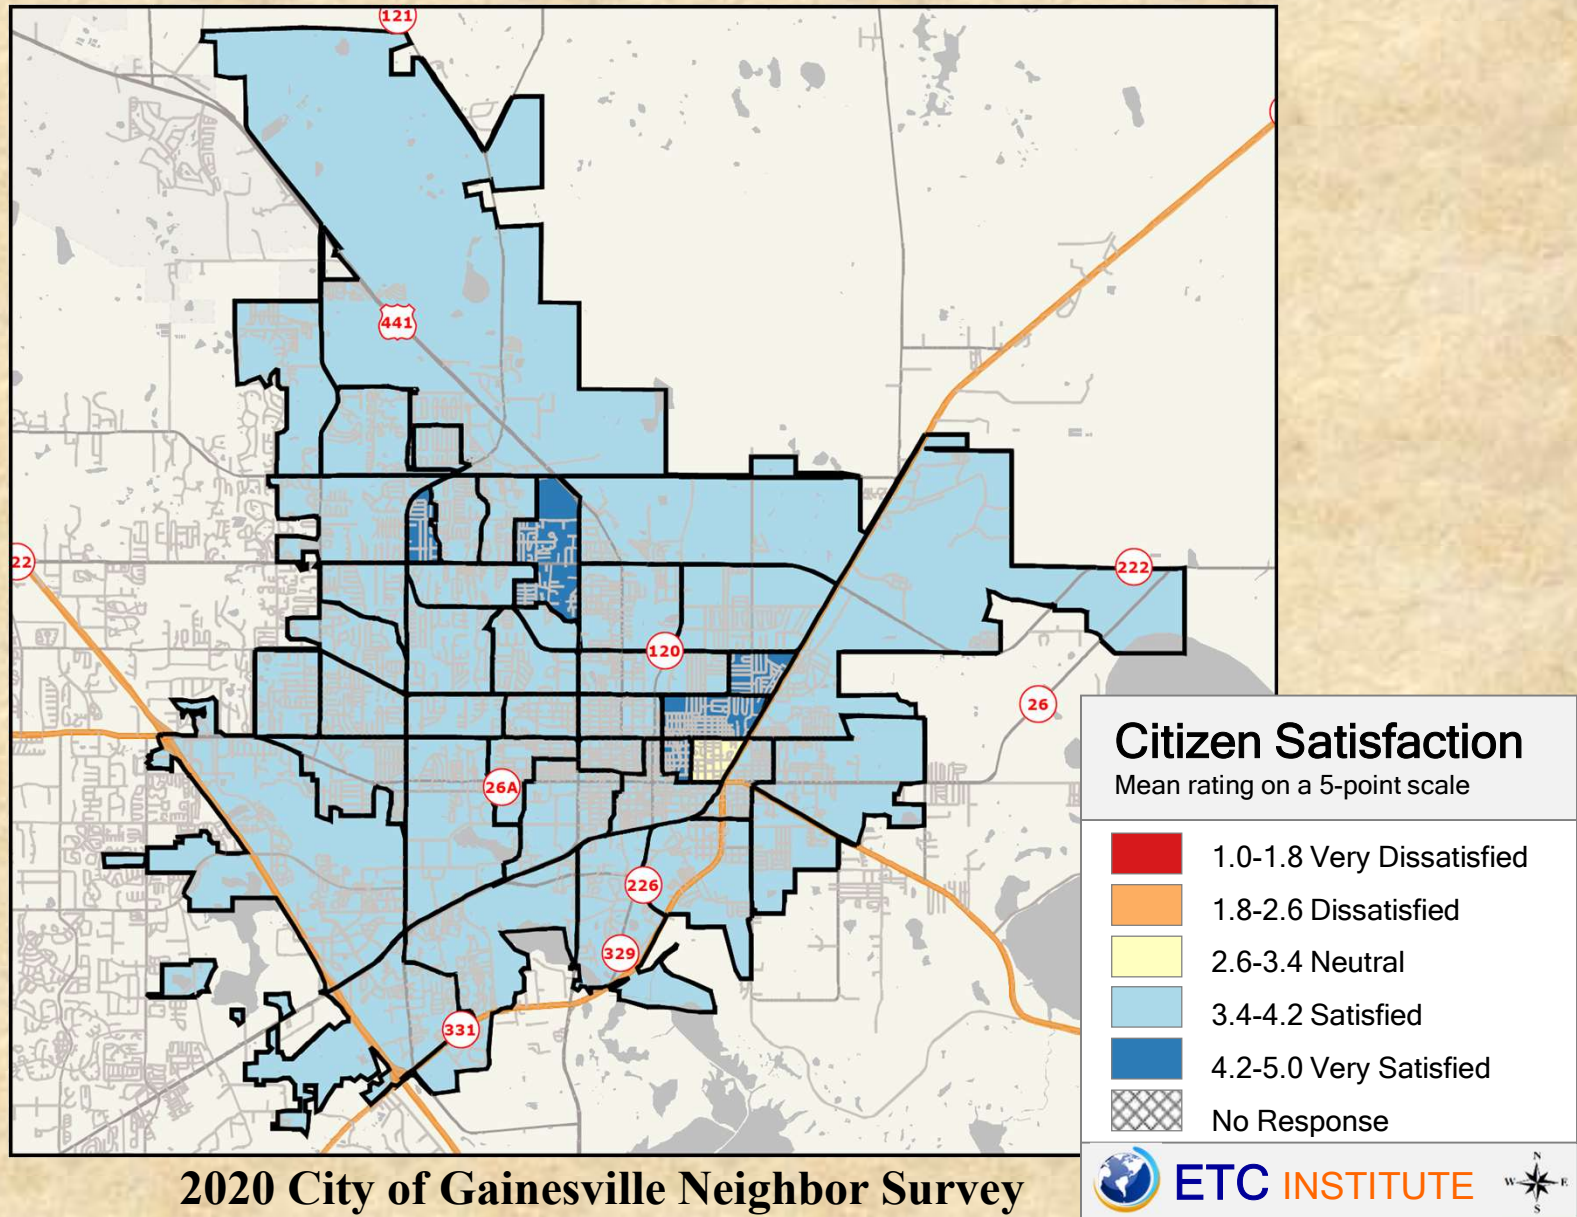 121
441
22
222
120
26
26A
226
329
331
Citizen Satisfaction
Mean rating on a 5-point scale
1.0-1.8 Very Dissatisfied
1.8-2.6 Dissatisfied
2.6-3.4 Neutral
3.4-4.2 Satisfied
4.2-5.0 Very Satisfied
No Response
ETC INSTITUTE
N
W E
S
2020 City of Gainesville Neighbor Survey